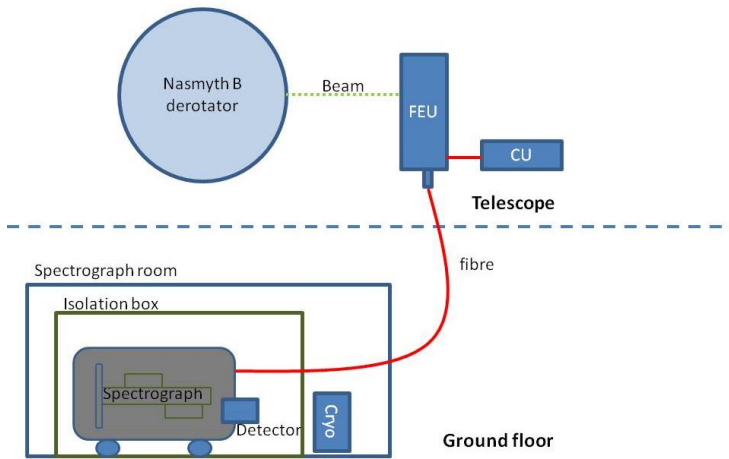 Nasmyth B
derotator
Beam
FEU
CU
Telescope
fibre
Spectrograph room
Isolation box
Spectrograph
Detector
Cryo
Ground floor